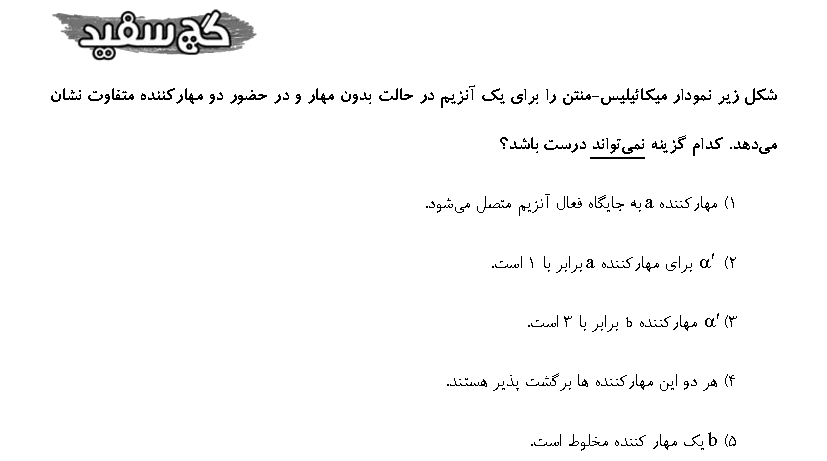 گچ سفید
شکل زیر نمودار میکائیلیس-منتن را برای یک آنزیم در حالت بدون مهار و در حضور دو مهارکننده متفاوت نشان
می‌دهد. کدام گزینه نمی‌تواند درست باشد؟
۱) مهارکننده a به جایگاه فعال آنزیم متصل می‌شود.
۲) α' برای مهارکننده a برابر با ۱ است.
۳) α' مهارکننده b برابر با ۳ است.
۴) هر دو این مهارکننده ها برگشت پذیر هستند.
۵) b یک مهار کننده مخلوط است.